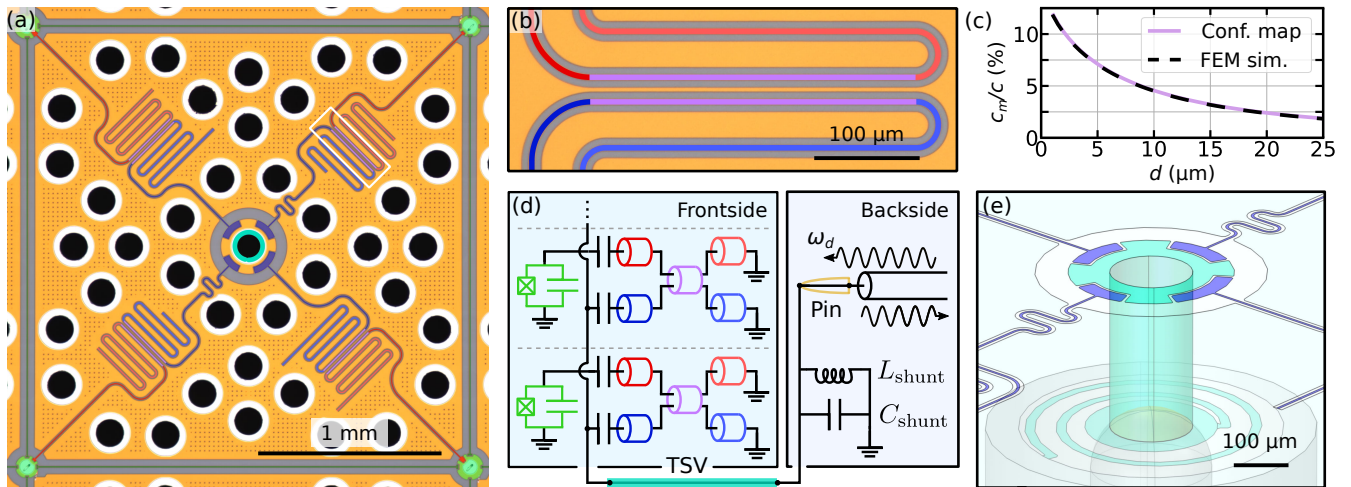 (a)
1 mm
(b)
100 μm
(c)
c_m/c (%)
10
5
0
Conf. map
FEM sim.
0 5 10 15 20 25
d (μm)
(d)
Frontside
Backside
ω_d
Pin
L_shunt
C_shunt
TSV
(e)
100 μm